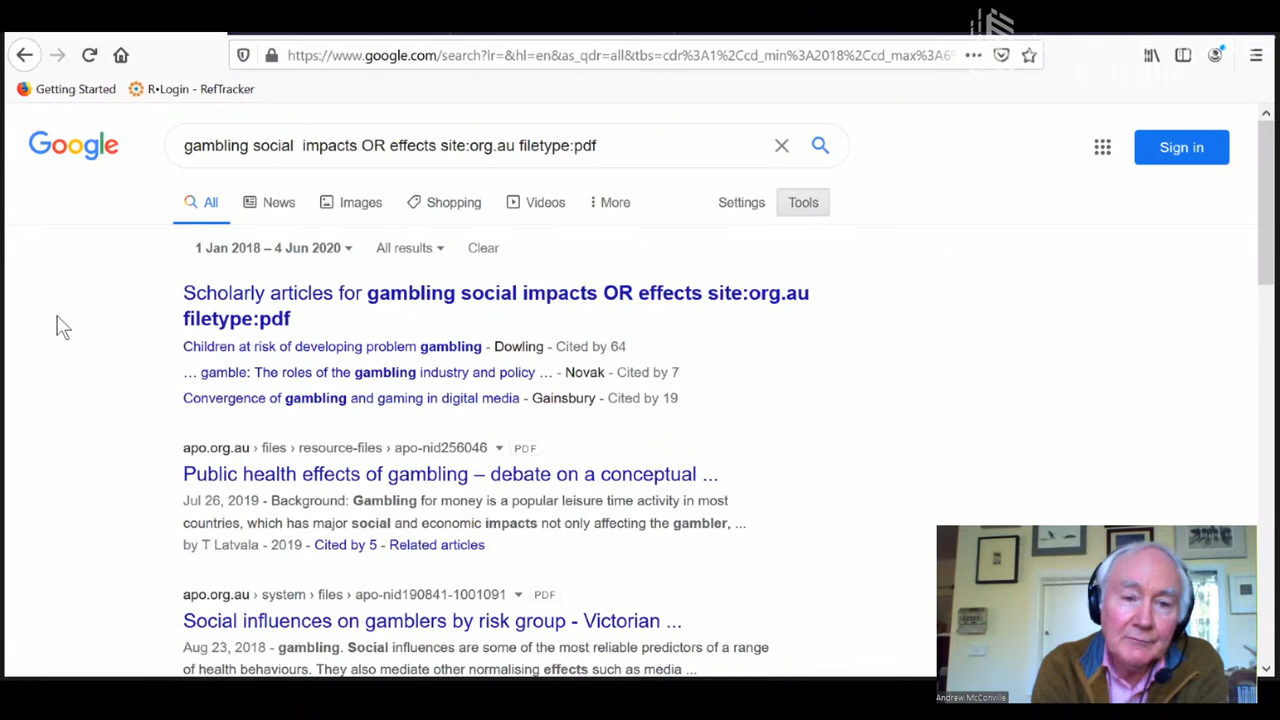 https://www.google.com/search?lr=&hl=en&as_qdr=all&tbs=cdr%3A1%2Ccd_min%3A2018%2Ccd_max%3A6
Getting Started R•Login - RefTracker
Google gambling social impacts OR effects site:org.au filetype:pdf Sign in
All News Images Shopping Videos More Settings Tools
1 Jan 2018 – 4 Jun 2020 All results Clear
Scholarly articles for gambling social impacts OR effects site:org.au
filetype:pdf
Children at risk of developing problem gambling - Dowling - Cited by 64
... gamble: The roles of the gambling industry and policy ... - Novak - Cited by 7
Convergence of gambling and gaming in digital media - Gainsbury - Cited by 19
apo.org.au › files › resource-files › apo-nid256046 PDF
Public health effects of gambling – debate on a conceptual ...
Jul 26, 2019 - Background: Gambling for money is a popular leisure time activity in most
countries, which has major social and economic impacts not only affecting the gambler, ...
by T Latvala - 2019 - Cited by 5 - Related articles
apo.org.au › system › files › apo-nid190841-1001091 PDF
Social influences on gamblers by risk group - Victorian ...
Aug 23, 2018 - gambling. Social influences are some of the most reliable predictors of a range
of health behaviours. They also mediate other normalising effects such as media ...
Andrew McConville